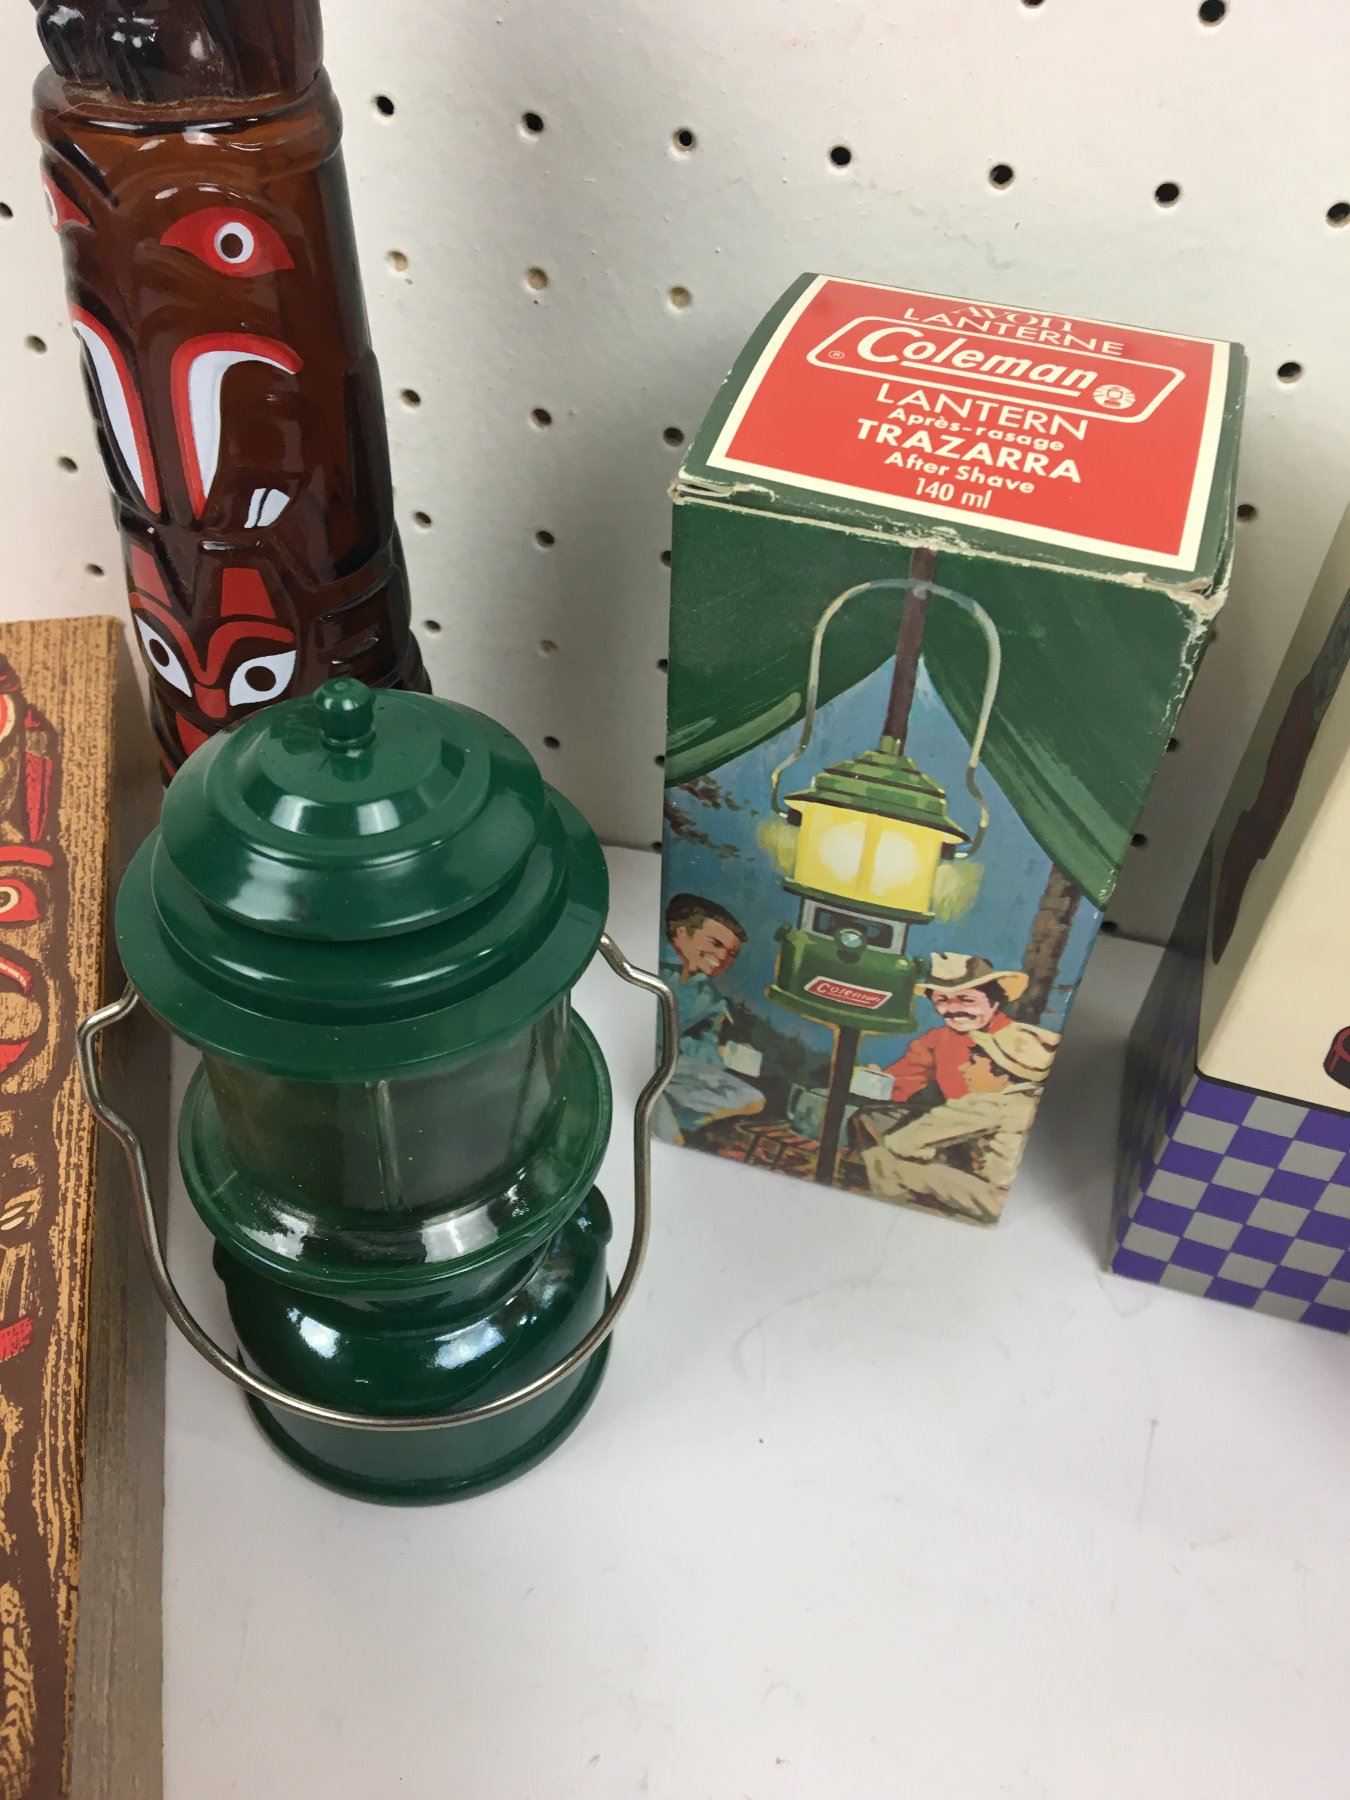 Avon
LANTERNE
® Coleman
LANTERN
Après-rasage
TRAZARRA
After Shave
140 ml
Coleman